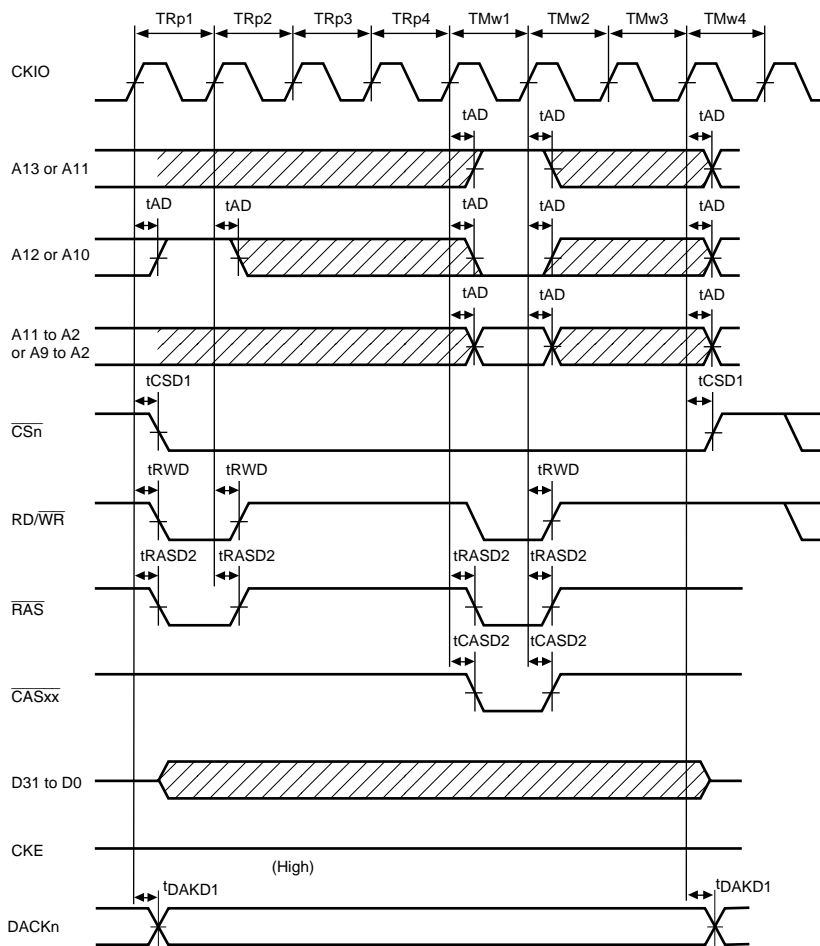 TRp1 TRp2 TRp3 TRp4 TMw1 TMw2 TMw3 TMw4
CKIO
tAD tAD tAD
A13 or A11
tAD tAD tAD tAD tAD
A12 or A10
tAD tAD tAD
A11 to A2
or A9 to A2
tCSD1 tCSD1
CSn
tRWD tRWD tRWD
RD/WR
tRASD2 tRASD2 tRASD2 tRASD2
RAS
tCASD2 tCASD2
CASxx
D31 to D0
CKE
(High)
tDAKD1 tDAKD1
DACKn